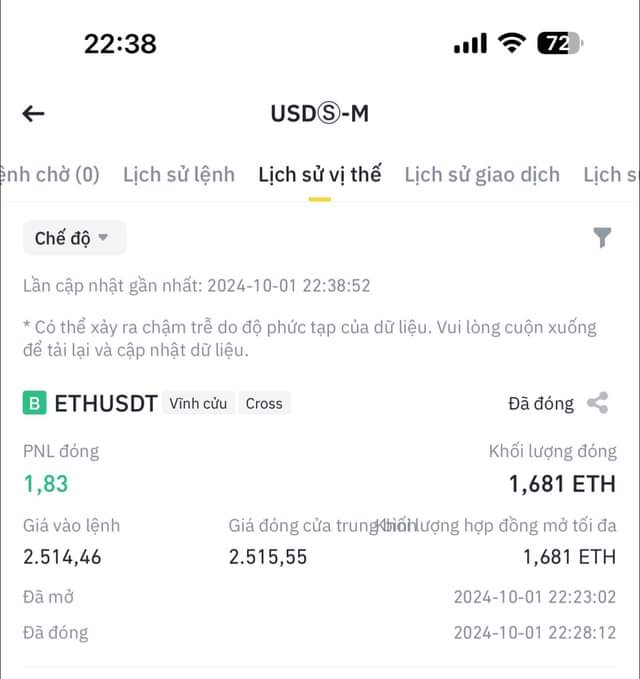 22:38
72
USDⓈ-M
ệnh chờ (0) Lịch sử lệnh Lịch sử vị thế Lịch sử giao dịch Lịch s
Chế độ
Lần cập nhật gần nhất: 2024-10-01 22:38:52
* Có thể xảy ra chậm trễ do độ phức tạp của dữ liệu. Vui lòng cuộn xuống
để tải lại và cập nhật dữ liệu.
B ETHUSDT Vĩnh cửu Cross Đã đóng
PNL đóng Khối lượng đóng
1,83 1,681 ETH
Giá vào lệnh Giá đóng cửa trung bình Khối lượng hợp đồng mở tối đa
2.514,46 2.515,55 1,681 ETH
Đã mở 2024-10-01 22:23:02
Đã đóng 2024-10-01 22:28:12